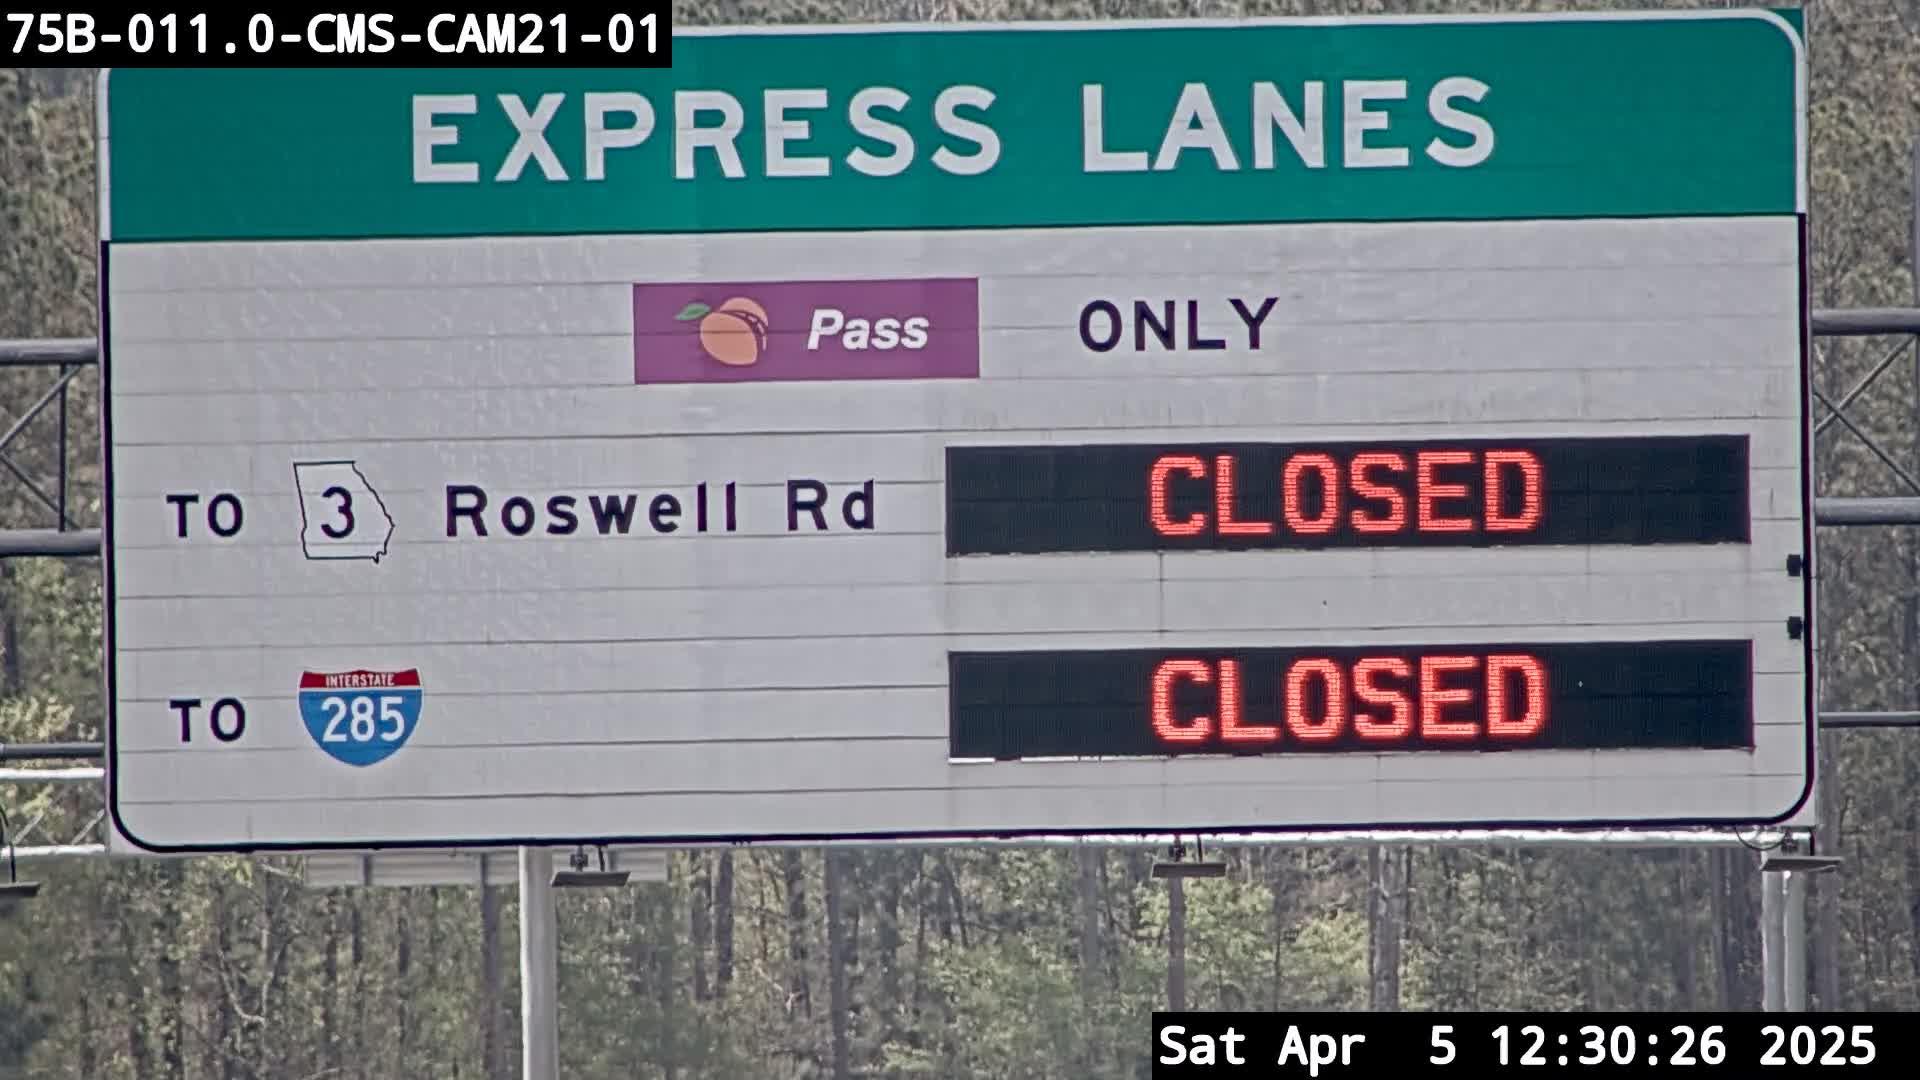 75B-011.0-CMS-CAM21-01
EXPRESS LANES
Pass ONLY
TO 3 Roswell Rd CLOSED
TO INTERSTATE 285 CLOSED
Sat Apr 5 12:30:26 2025